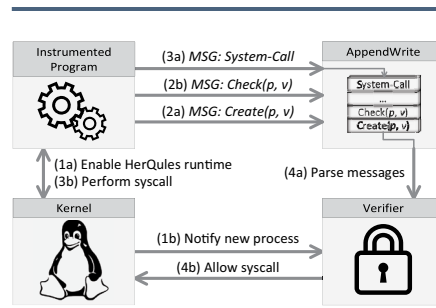 Instrumented
Program
(3a) MSG: System-Call
(2b) MSG: Check(p, v)
(2a) MSG: Create(p, v)
AppendWrite
System-Call
...
Check(p, v)
Create(p, v)
(1a) Enable HerQules runtime
(3b) Perform syscall
(4a) Parse messages
Kernel
(1b) Notify new process
(4b) Allow syscall
Verifier